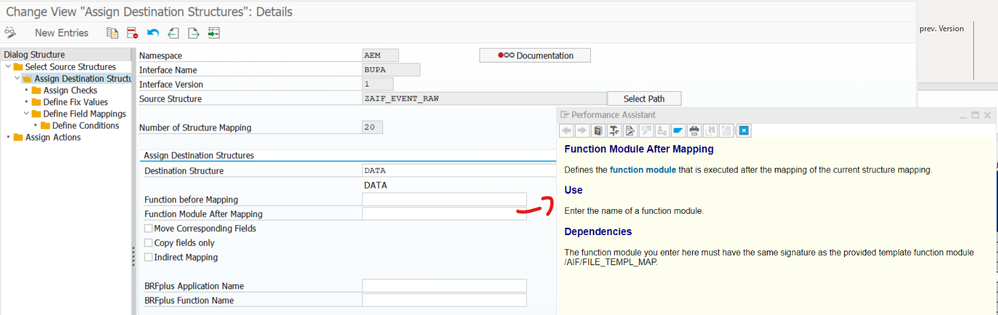 Change View "Assign Destination Structures": Details
prev. Version
New Entries
Dialog Structure
Select Source Structures
Assign Destination Structu
Assign Checks
Define Fix Values
Define Field Mappings
Define Conditions
Assign Actions
Namespace AEM Documentation
Interface Name BUPA
Interface Version 1
Source Structure ZAIF_EVENT_RAW Select Path
Number of Structure Mapping 20
Assign Destination Structures
Destination Structure DATA
DATA
Function before Mapping
Function Module After Mapping
Move Corresponding Fields
Copy fields only
Indirect Mapping
BRFplus Application Name
BRFplus Function Name
Performance Assistant
Function Module After Mapping
Defines the function module that is executed after the mapping of the current structure mapping.
Use
Enter the name of a function module.
Dependencies
The function module you enter here must have the same signature as the provided template function module
/AIF/FILE_TEMPL_MAP.